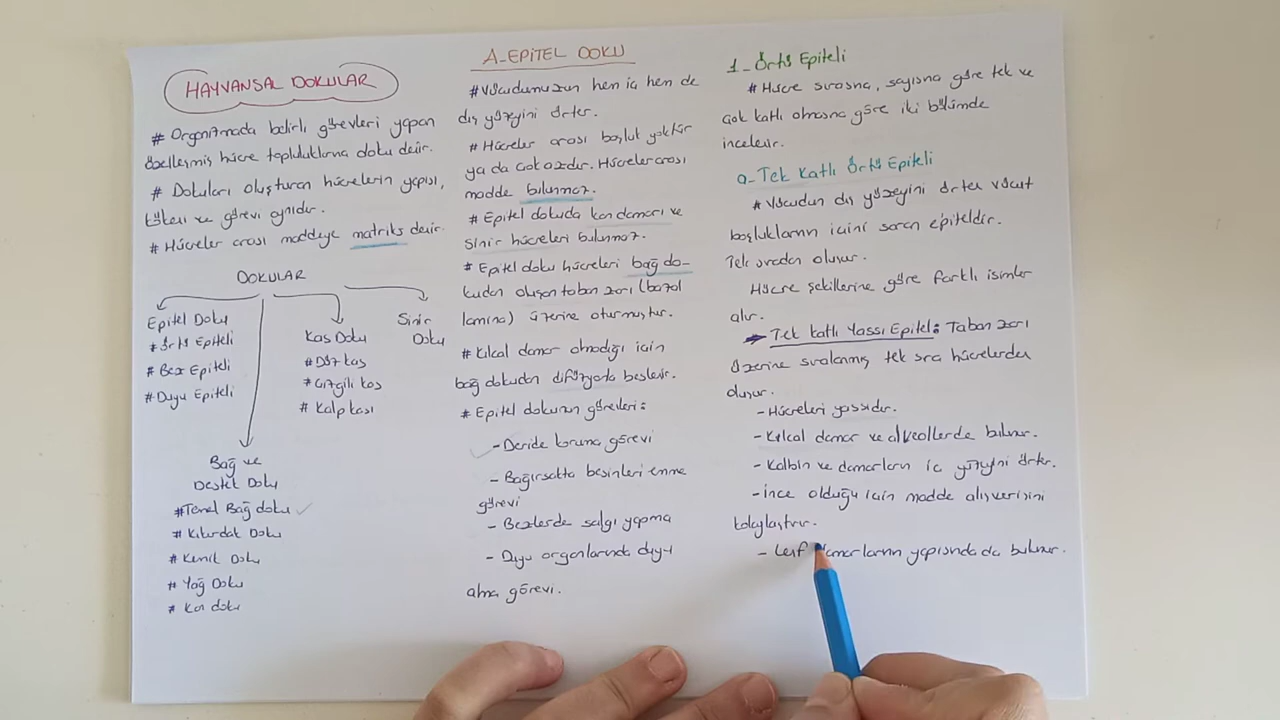 HAYVANSAL DOKULAR
# Organizmada belirli görevleri yapan
özelleşmiş hücre topluluklarına doku denir.
# Dokuları oluşturan hücrelerin yapısı,
kökeni ve görevi aynıdır.
# Hücreler arası maddeye matriks denir.
DOKULAR
Epitel Doku
# Örtü Epiteli
# Bez Epiteli
# Duyu Epiteli
Kas Doku
# Düz kas
# Çizgili kas
# Kalp kası
Sinir
Doku
Bağ ve
Destek Doku
# Temel Bağ doku
# Kıkırdak Doku
# Kemik Doku
# Yağ Doku
# Kan doku
A-EPİTEL DOKU
# Vücudumuzun hem iç hem de
dış yüzeyini örter.
# Hücreler arası boşluk yoktur
ya da çok azdır. Hücreler arası
madde bulunmaz.
# Epitel dokuda kan damarı ve
sinir hücreleri bulunmaz.
# Epitel doku hücreleri bağ do-
kudan oluşan taban zarı (bazal
lamina) üzerine oturmuştur.
# Kılcal damar olmadığı için
bağ dokudan difüzyonla beslenir.
# Epitel dokunun görevleri:
- Deride koruma görevi
- Bağırsakta besinleri emme
görevi
- Bezlerde salgı yapma
- Duyu organlarında duyu
alma görevi.
1- Örtü Epiteli
# Hücre sırasına, sayısına göre tek ve
çok katlı olmasına göre iki bölümde
incelenir.
a- Tek Katlı Örtü Epiteli
# Vücudun dış yüzeyini örten vücut
boşluklarının içini saran epiteldir.
Tek sıradan oluşur.
Hücre şekillerine göre farklı isimler
alır.
→ Tek katlı Yassı Epitel: Taban zarı
üzerine sıralanmış tek sıra hücrelerden
oluşur.
- Hücreleri yassıdır.
- Kılcal damar ve alveollerde bulunur.
- Kalbin ve damarların iç yüzeyini örter.
- İnce olduğu için madde alışverişini
kolaylaştırır.
- Lenf damarlarının yapısında da bulunur.